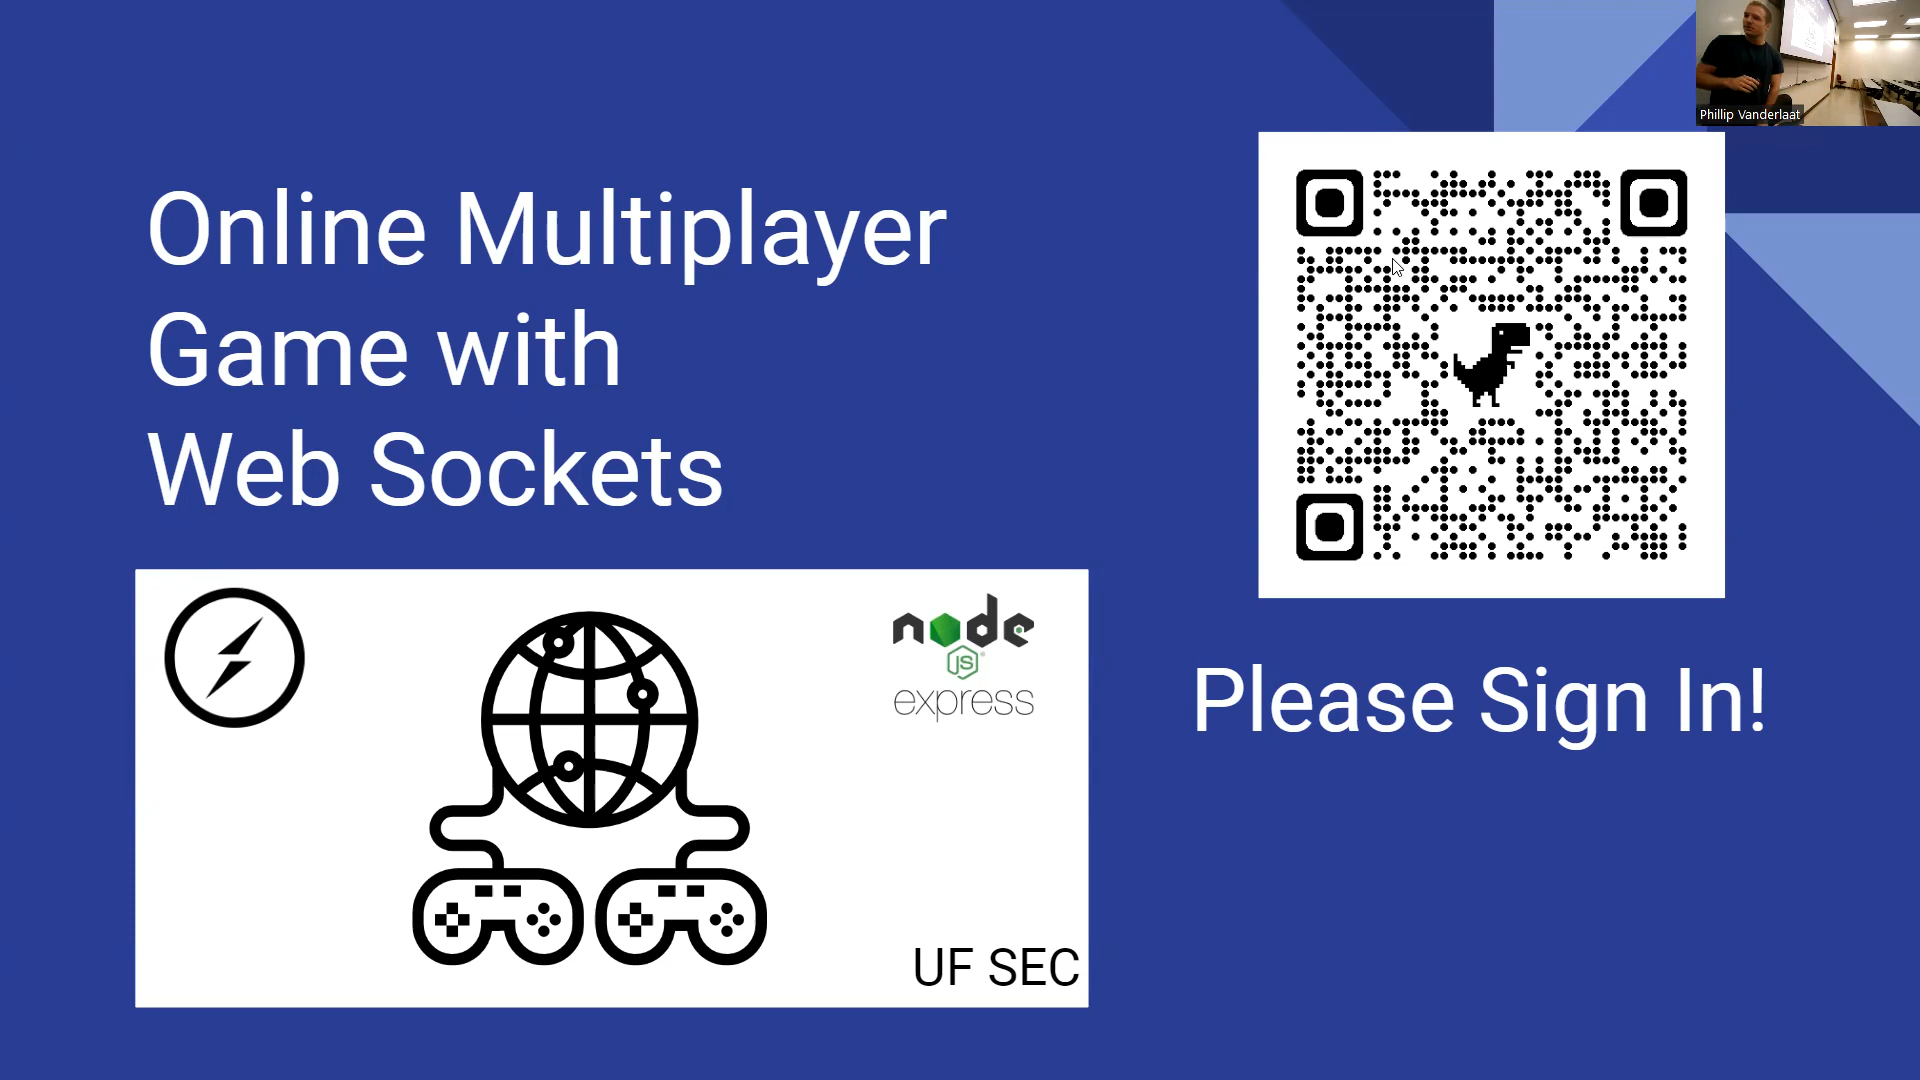 Phillip Vanderlaat
Online Multiplayer
Game with
Web Sockets
Please Sign In!
node
JS
express
UF SEC